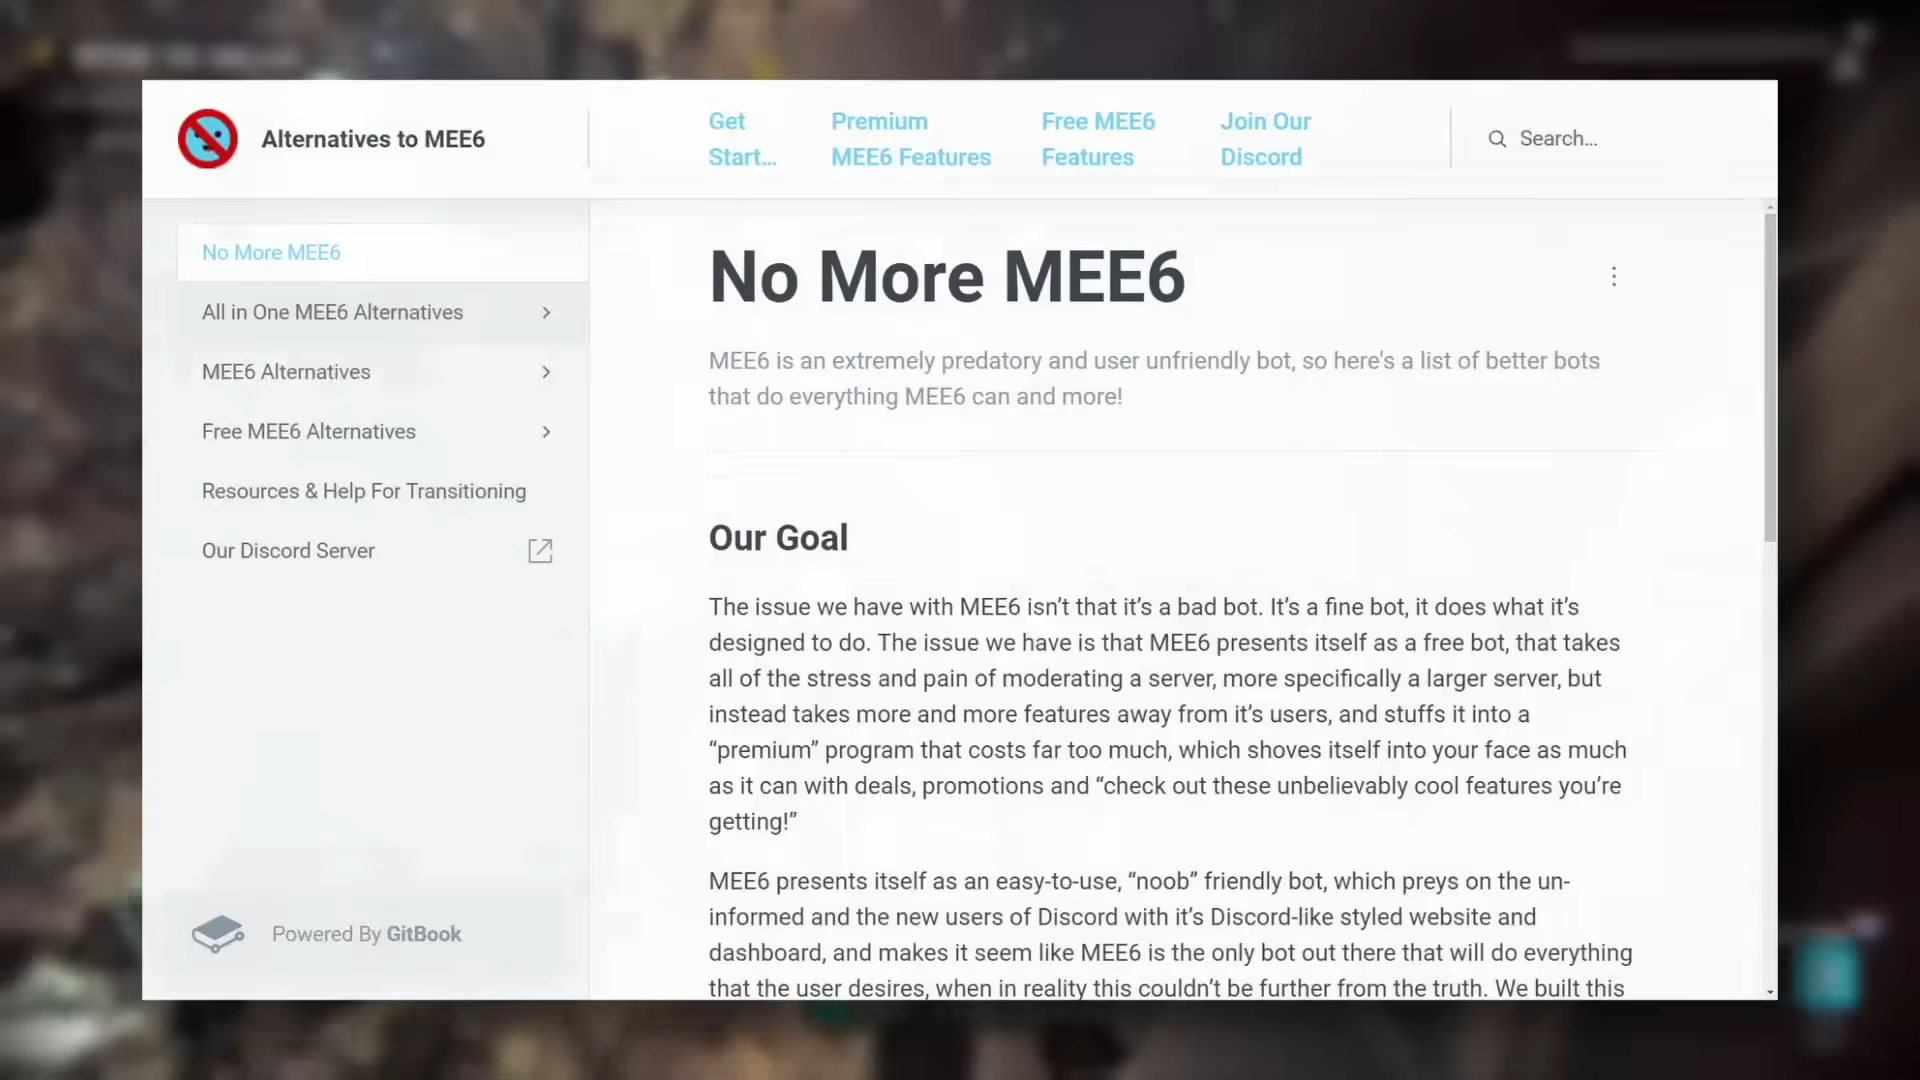 Alternatives to MEE6
Get
Start...
Premium
MEE6 Features
Free MEE6
Features
Join Our
Discord
Search...
No More MEE6
All in One MEE6 Alternatives
MEE6 Alternatives
Free MEE6 Alternatives
Resources & Help For Transitioning
Our Discord Server
Powered By GitBook
No More MEE6
MEE6 is an extremely predatory and user unfriendly bot, so here's a list of better bots
that do everything MEE6 can and more!
Our Goal
The issue we have with MEE6 isn’t that it’s a bad bot. It’s a fine bot, it does what it’s
designed to do. The issue we have is that MEE6 presents itself as a free bot, that takes
all of the stress and pain of moderating a server, more specifically a larger server, but
instead takes more and more features away from it’s users, and stuffs it into a
“premium” program that costs far too much, which shoves itself into your face as much
as it can with deals, promotions and “check out these unbelievably cool features you’re
getting!”
MEE6 presents itself as an easy-to-use, “noob” friendly bot, which preys on the un-
informed and the new users of Discord with it’s Discord-like styled website and
dashboard, and makes it seem like MEE6 is the only bot out there that will do everything
that the user desires, when in reality this couldn’t be further from the truth. We built this